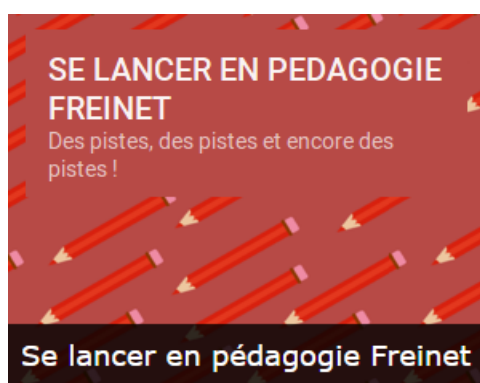 SE LANCER EN PEDAGOGIE
FREINET
Des pistes, des pistes et encore des
pistes !
Se lancer en pédagogie Freinet